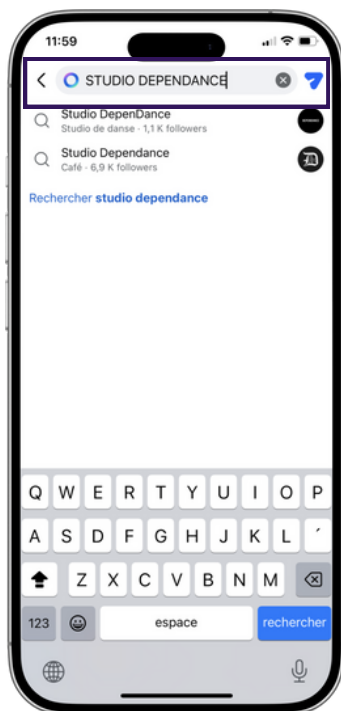 11:59
STUDIO DEPENDANCE
Studio DepenDance
Studio de danse · 1,1 K followers
Studio Dependance
Café · 6,9 K followers
Rechercher studio dependance
Q W E R T Y U I O P
A S D F G H J K L ´
Z X C V B N M
123 espace rechercher